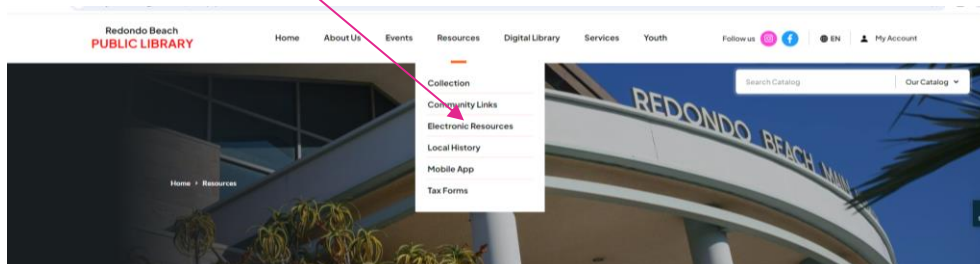 Redondo Beach
PUBLIC LIBRARY
Home About Us Events Resources Digital Library Services Youth Follow us EN My Account
Search Catalog Our Catalog
Collection
Community Links
Electronic Resources
Local History
Mobile App
Tax Forms
REDONDO BEACH MAIN
Home › Resources